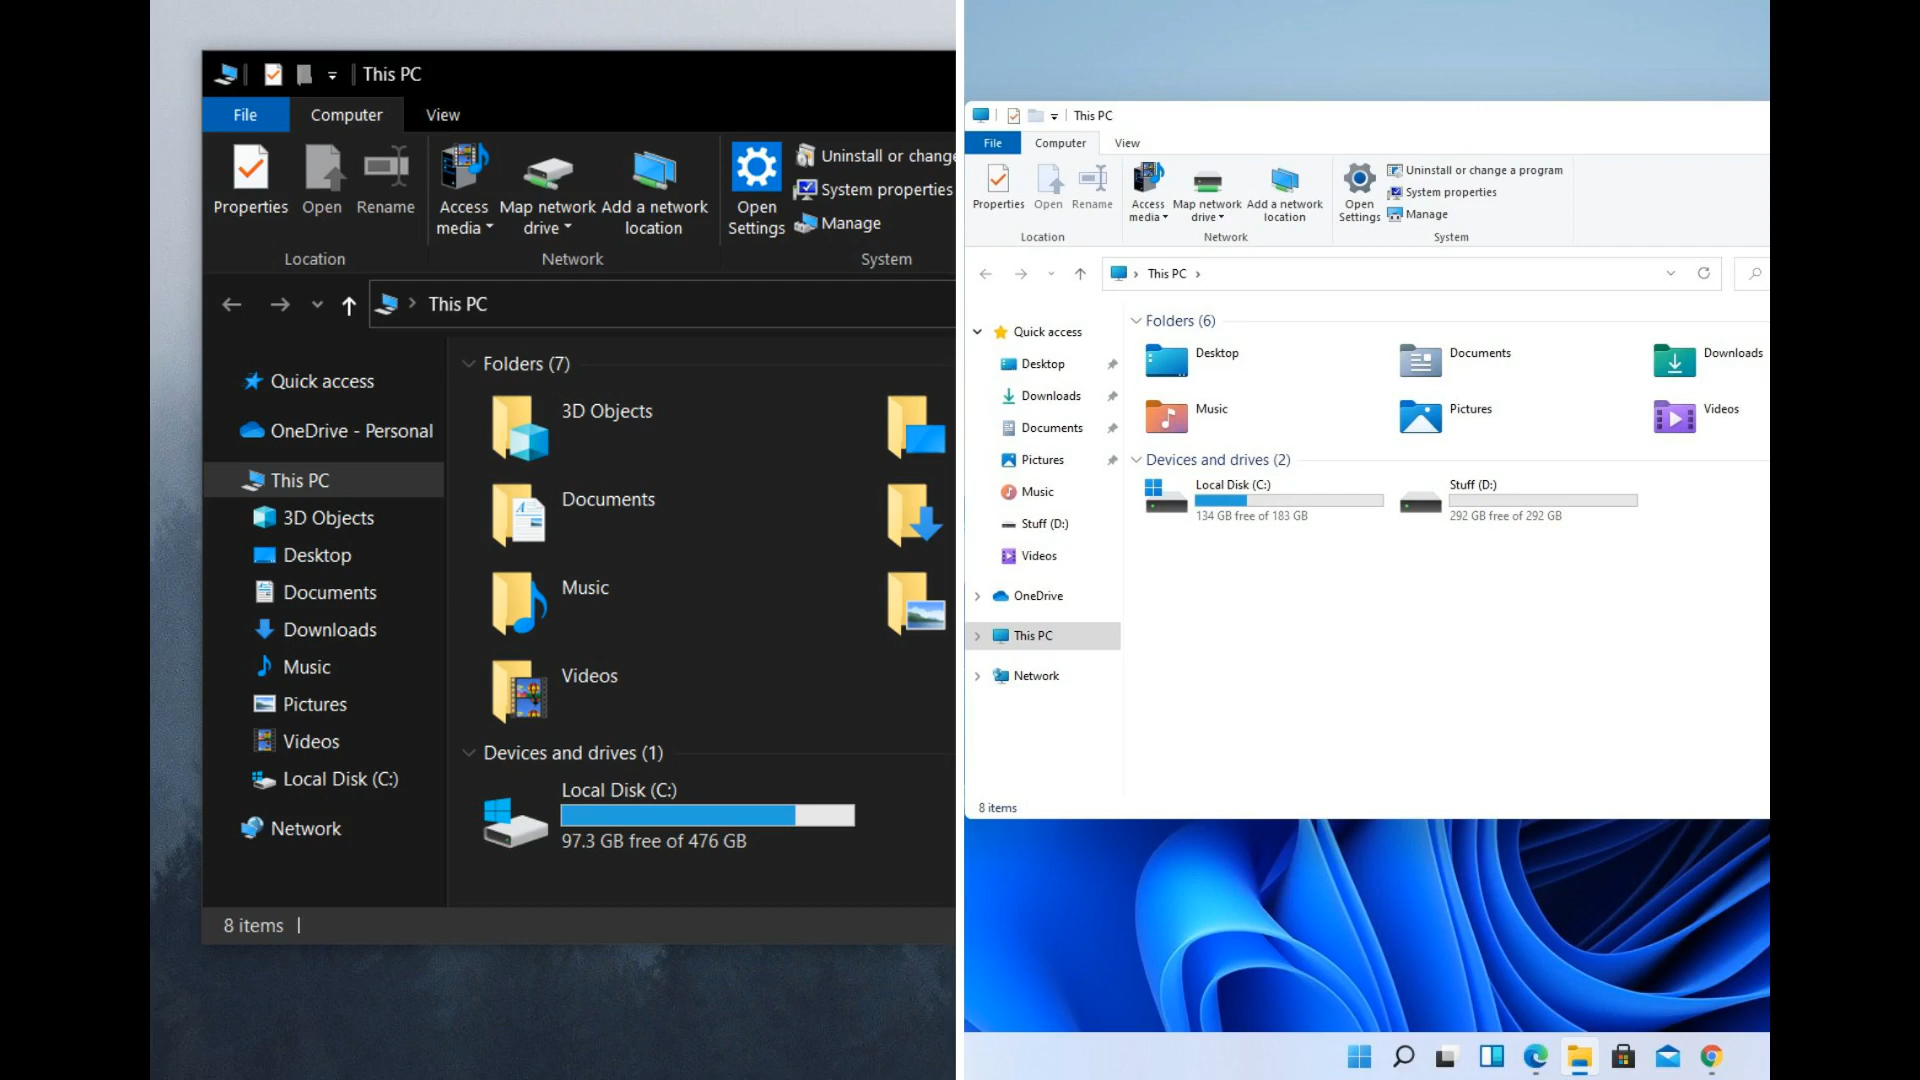 This PC
File
Computer
View
Properties
Open
Rename
Access
media
Map network
drive
Add a network
location
Open
Settings
Uninstall or change
System properties
Manage
Location
Network
System
This PC
Quick access
OneDrive - Personal
This PC
3D Objects
Desktop
Documents
Downloads
Music
Pictures
Videos
Local Disk (C:)
Network
Folders (7)
3D Objects
Documents
Music
Videos
Devices and drives (1)
Local Disk (C:)
97.3 GB free of 476 GB
8 items
This PC
File
Computer
View
Properties
Open
Rename
Access
media
Map network
drive
Add a network
location
Open
Settings
Uninstall or change a program
System properties
Manage
Location
Network
System
This PC
Quick access
Desktop
Downloads
Documents
Pictures
Music
Stuff (D:)
Videos
OneDrive
This PC
Network
Folders (6)
Desktop
Documents
Downloads
Music
Pictures
Videos
Devices and drives (2)
Local Disk (C:)
134 GB free of 183 GB
Stuff (D:)
292 GB free of 292 GB
8 items